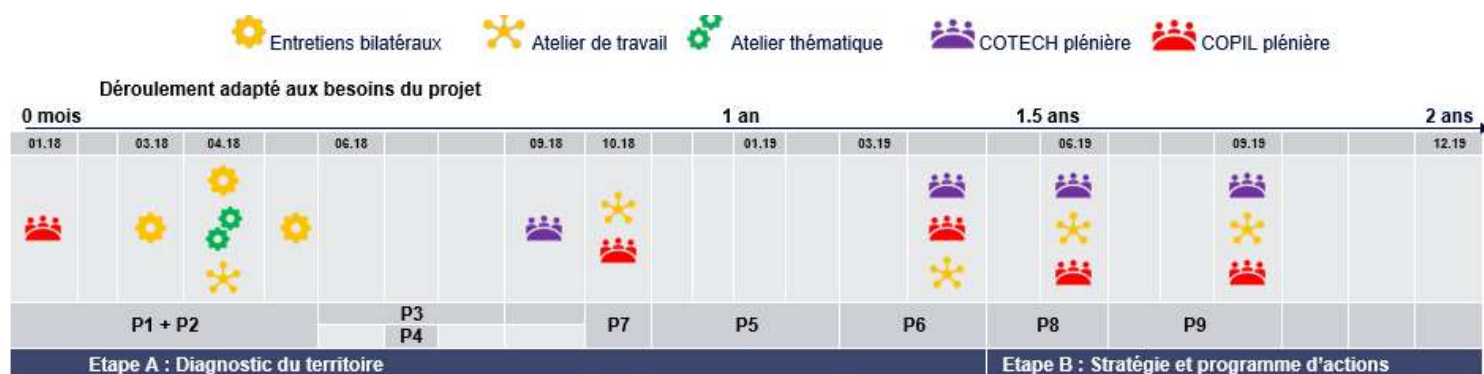 Entretiens bilatéraux Atelier de travail Atelier thématique COTECH plénière COPIL plénière
Déroulement adapté aux besoins du projet
0 mois 1 an 1.5 ans 2 ans
01.18 03.18 04.18 06.18 09.18 10.18 01.19 03.19 06.19 09.19 12.19
P1 + P2 P3 P7 P5 P6 P8 P9
P4
Etape A : Diagnostic du territoire Etape B : Stratégie et programme d'actions